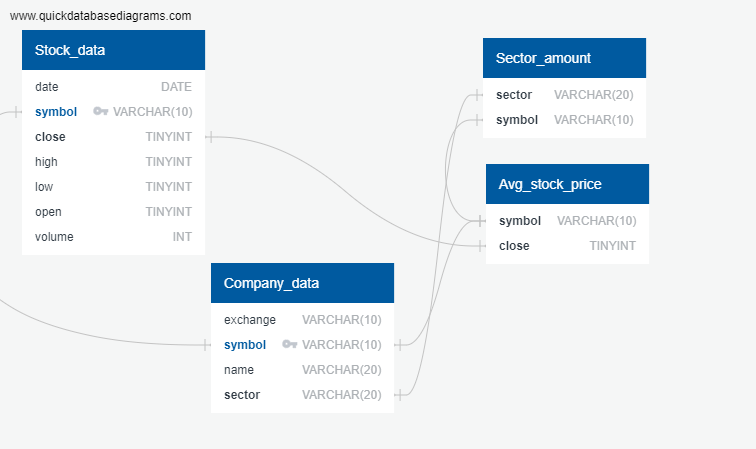 www.quickdatabasediagrams.com
Stock_data
date DATE
symbol VARCHAR(10)
close TINYINT
high TINYINT
low TINYINT
open TINYINT
volume INT
Sector_amount
sector VARCHAR(20)
symbol VARCHAR(10)
Avg_stock_price
symbol VARCHAR(10)
close TINYINT
Company_data
exchange VARCHAR(10)
symbol VARCHAR(10)
name VARCHAR(20)
sector VARCHAR(20)